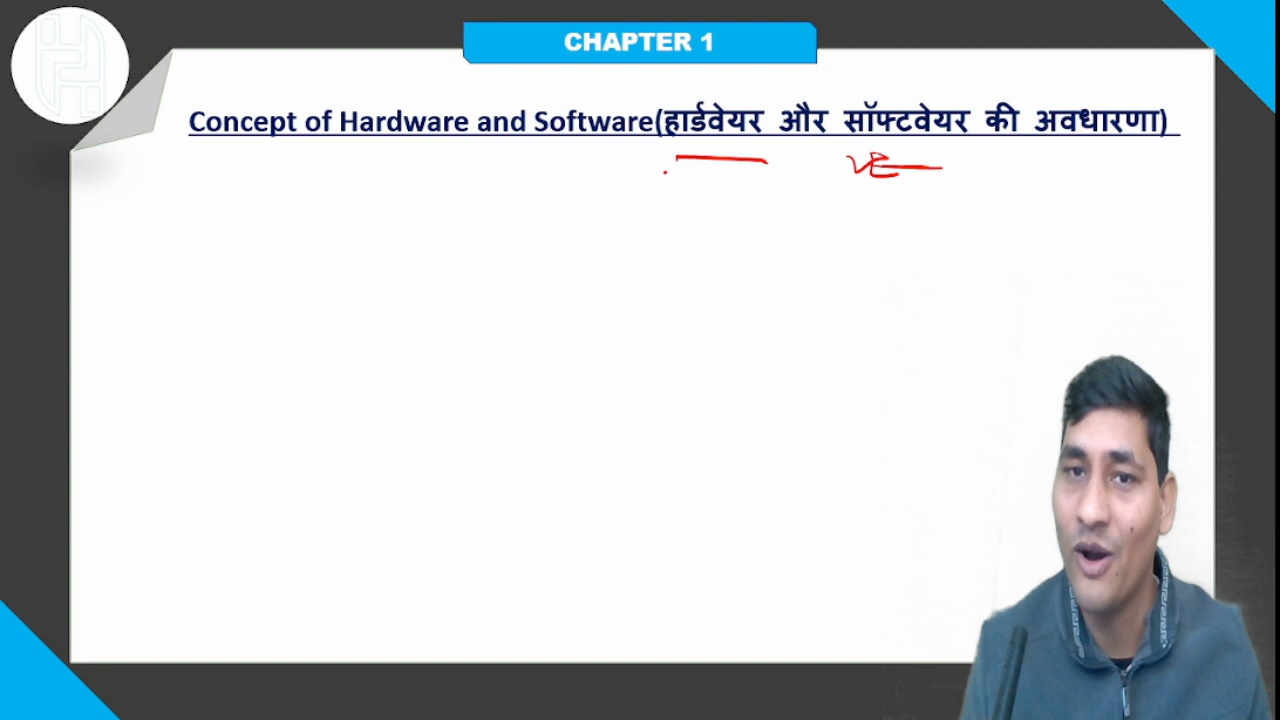 CHAPTER 1
Concept of Hardware and Software(हार्डवेयर और सॉफ्टवेयर की अवधारणा)